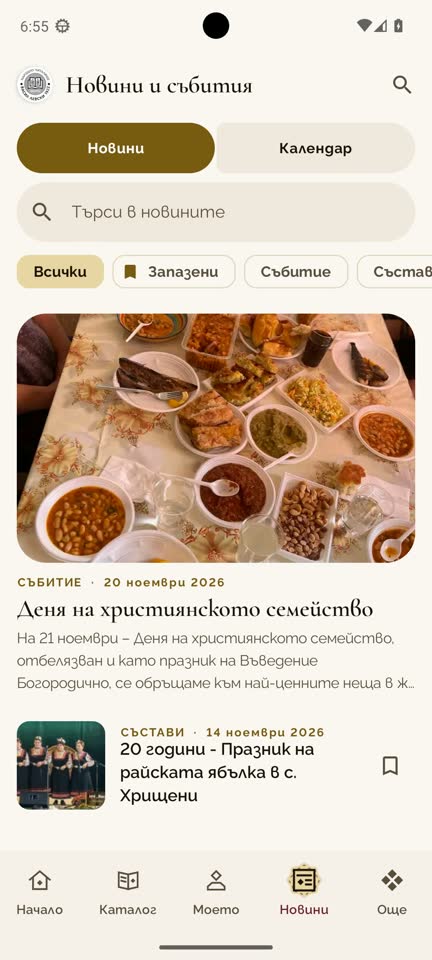 6:55
Новини и събития
Новини
Календар
Търси в новините
Всички
Запазени
Събитие
Състав
СЪБИТИЕ · 20 ноември 2026
Деня на християнското семейство
На 21 ноември – Деня на християнското семейство,
отбелязван и като празник на Въведение
Богородично, се обръщаме към най-ценните неща в ж…
СЪСТАВИ · 14 ноември 2026
20 години - Празник на
райската ябълка в с.
Хрищени
Начало
Каталог
Моето
Новини
Още